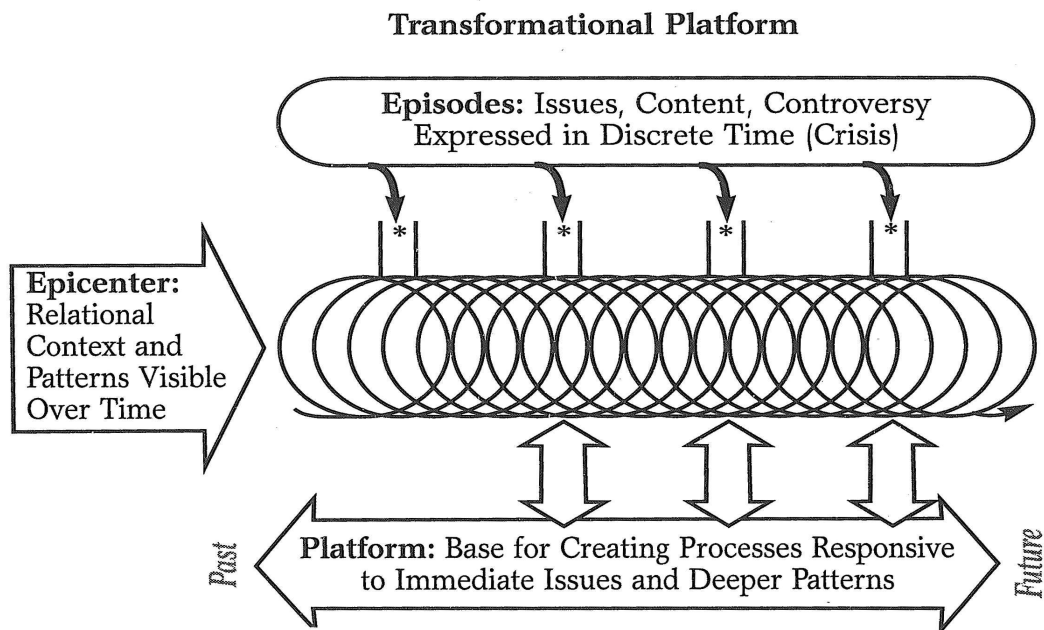 Transformational Platform
Episodes: Issues, Content, Controversy
Expressed in Discrete Time (Crisis)
* * * *
Epicenter:
Relational
Context and
Patterns Visible
Over Time
Past
Platform: Base for Creating Processes Responsive
to Immediate Issues and Deeper Patterns
Future